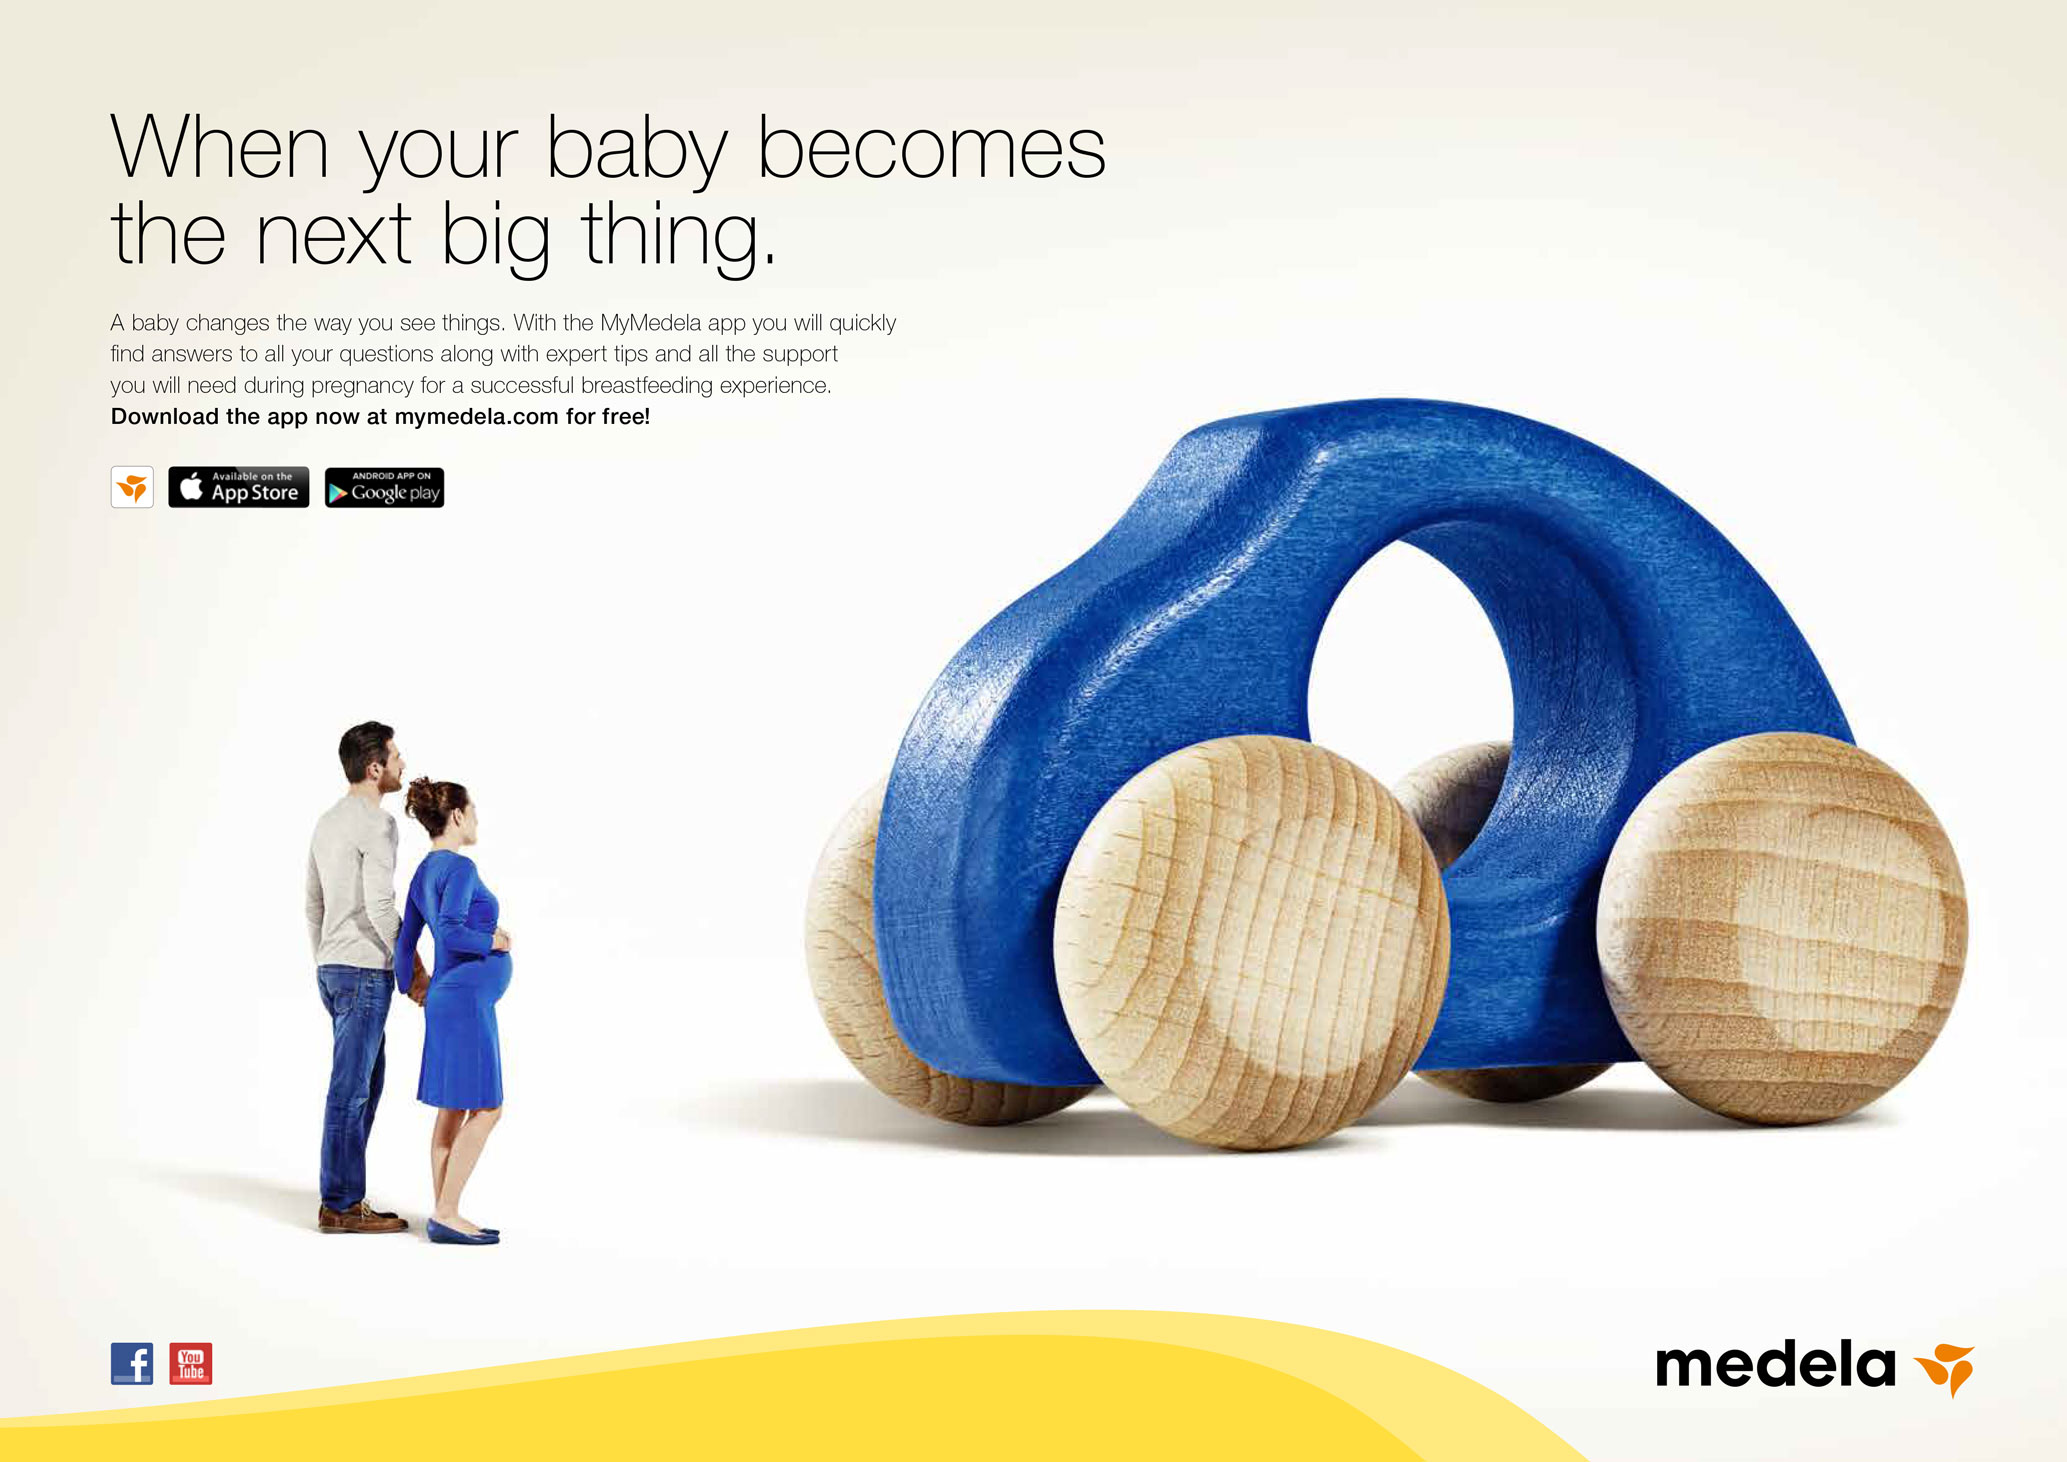 When your baby becomes
the next big thing.
A baby changes the way you see things. With the MyMedela app you will quickly
find answers to all your questions along with expert tips and all the support
you will need during pregnancy for a successful breastfeeding experience.
Download the app now at mymedela.com for free!
Available on the
App Store
ANDROID APP ON
Google play
f
You
Tube
medela